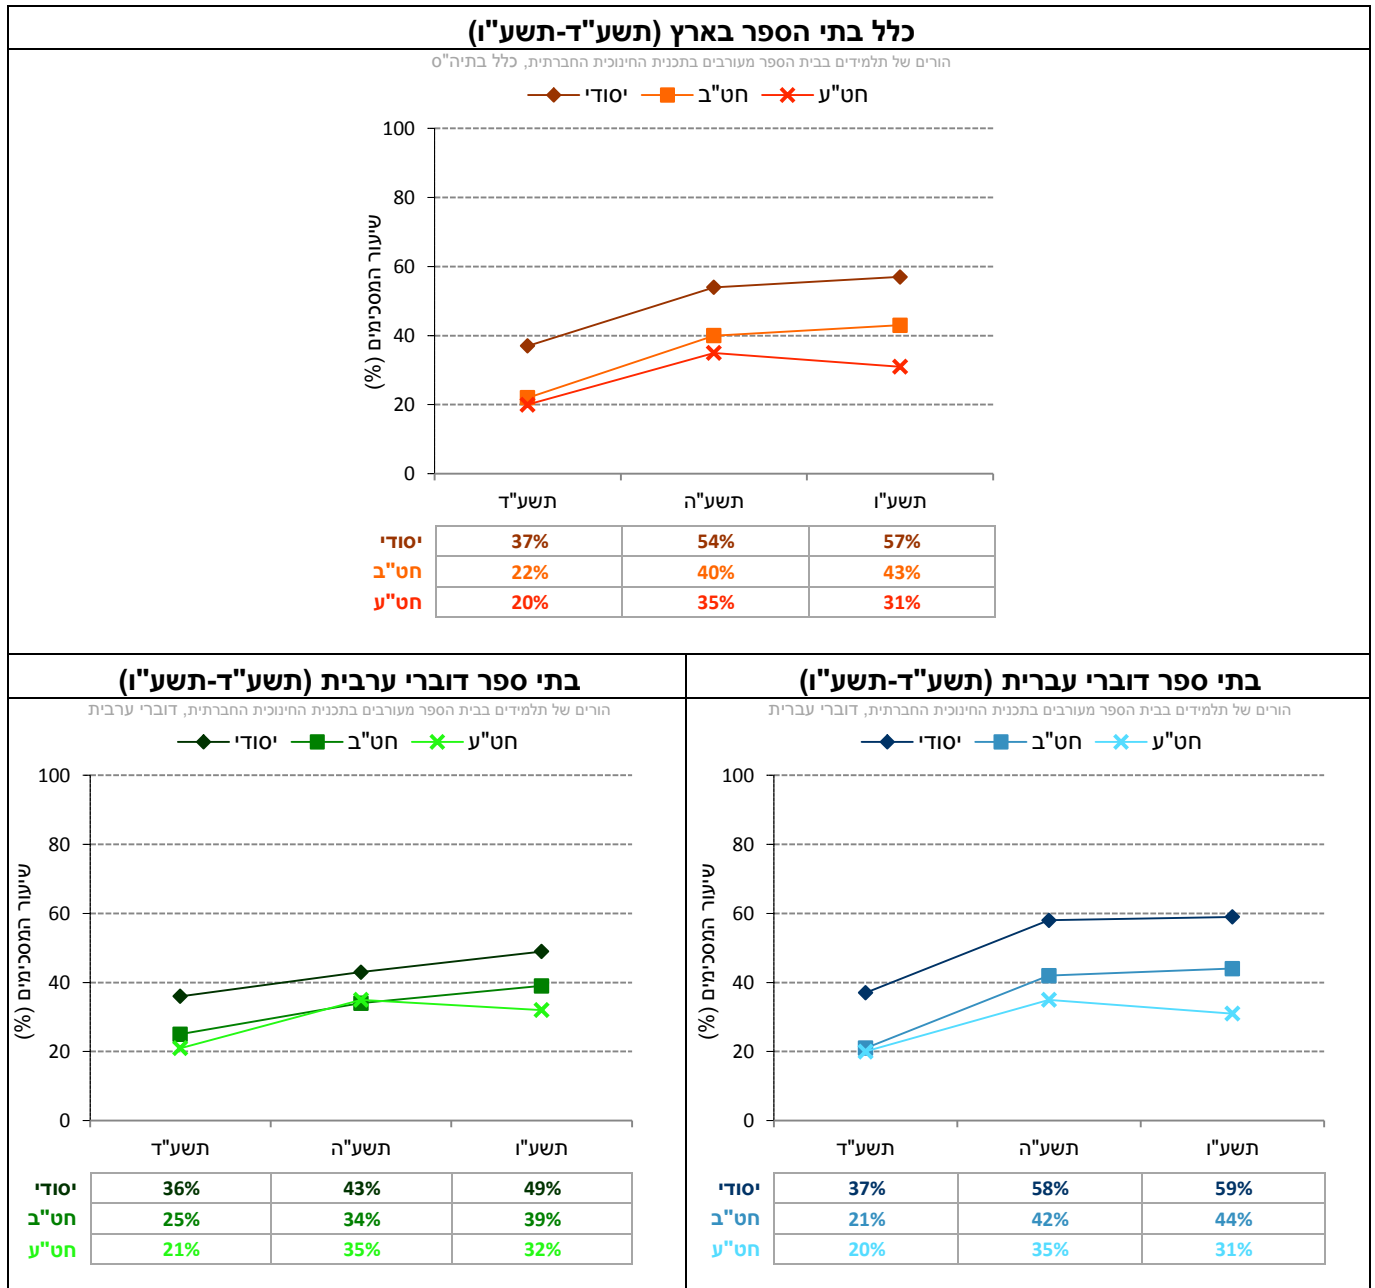 כלל בתי הספר בארץ (תשע"ד-תשע"ו)
הורים של תלמידים בבית הספר מעורבים בתכנית החינוכית החברתית, כלל בתיה"ס
יסודי חט"ב חט"ע
שיעור המסכימים (%)
100
80
60
40
20
0
תשע"ד תשע"ה תשע"ו
יסודי 37% 54% 57%
חט"ב 22% 40% 43%
חט"ע 20% 35% 31%
בתי ספר דוברי עברית (תשע"ד-תשע"ו)
הורים של תלמידים בבית הספר מעורבים בתכנית החינוכית החברתית, דוברי עברית
יסודי חט"ב חט"ע
שיעור המסכימים (%)
100
80
60
40
20
0
תשע"ד תשע"ה תשע"ו
יסודי 37% 58% 59%
חט"ב 21% 42% 44%
חט"ע 20% 35% 31%
בתי ספר דוברי ערבית (תשע"ד-תשע"ו)
הורים של תלמידים בבית הספר מעורבים בתכנית החינוכית החברתית, דוברי ערבית
יסודי חט"ב חט"ע
שיעור המסכימים (%)
100
80
60
40
20
0
תשע"ד תשע"ה תשע"ו
יסודי 36% 43% 49%
חט"ב 25% 34% 39%
חט"ע 21% 35% 32%